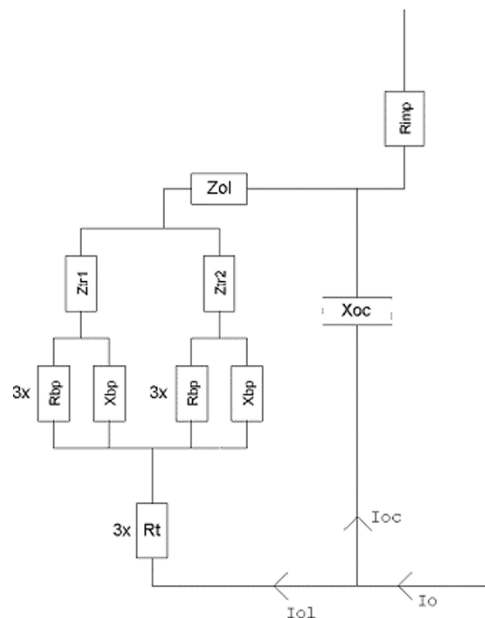 Rimp
Zol
Ztr1
Ztr2
Xoc
3x
Rbp
Xbp
3x
Rbp
Xbp
3x
Rt
Ioc
Iol
Io